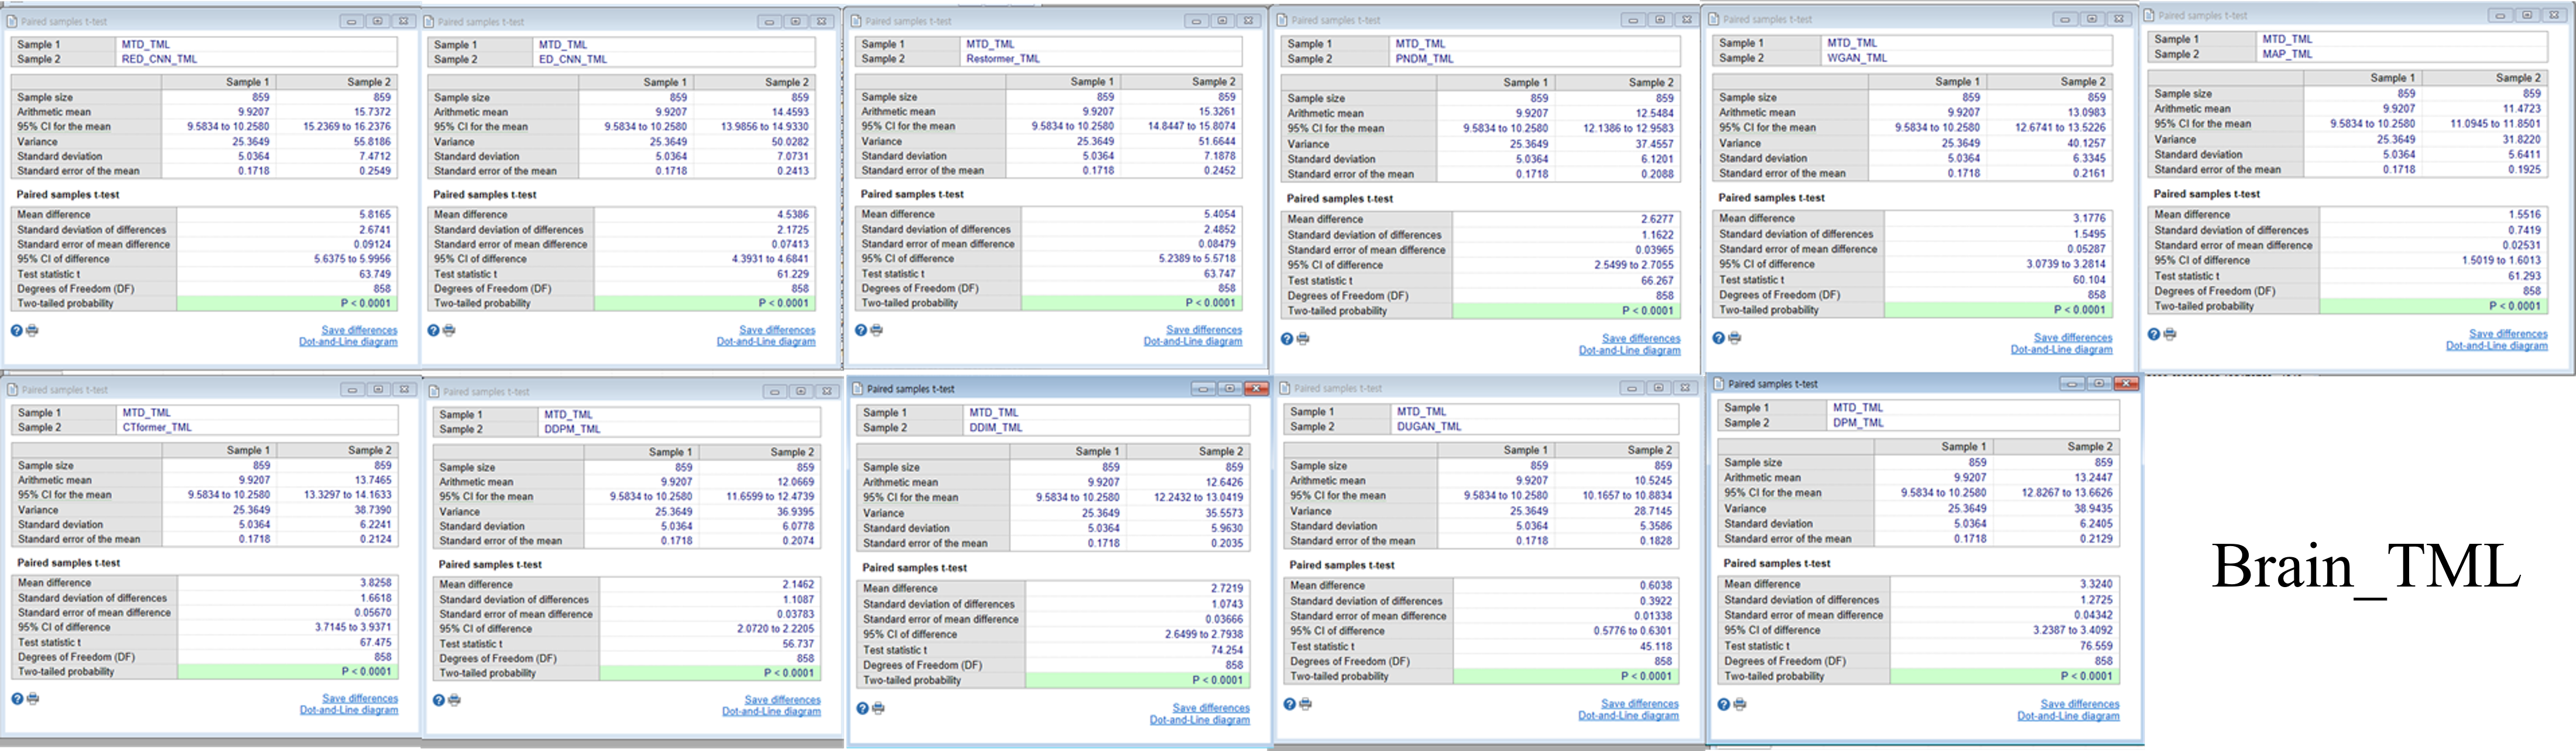 Paired samples t-test
Sample 1 MTD_TML
Sample 2 RED_CNN_TML
Sample 1 Sample 2
Sample size 859 859
Arithmetic mean 9.9207 15.7372
95% CI for the mean 9.5834 to 10.2580 15.2369 to 16.2376
Variance 25.3649 55.8186
Standard deviation 5.0364 7.4712
Standard error of the mean 0.1718 0.2549
Paired samples t-test
Mean difference 5.8165
Standard deviation of differences 2.6741
Standard error of mean difference 0.09124
95% CI of difference 5.6375 to 5.9956
Test statistic t 63.749
Degrees of Freedom (DF) 858
Two-tailed probability P < 0.0001
Save differences
Dot-and-Line diagram
Paired samples t-test
Sample 1 MTD_TML
Sample 2 ED_CNN_TML
Sample 1 Sample 2
Sample size 859 859
Arithmetic mean 9.9207 14.4593
95% CI for the mean 9.5834 to 10.2580 13.9856 to 14.9330
Variance 25.3649 50.0282
Standard deviation 5.0364 7.0731
Standard error of the mean 0.1718 0.2413
Paired samples t-test
Mean difference 4.5386
Standard deviation of differences 2.1725
Standard error of mean difference 0.07413
95% CI of difference 4.3931 to 4.6841
Test statistic t 61.229
Degrees of Freedom (DF) 858
Two-tailed probability P < 0.0001
Save differences
Dot-and-Line diagram
Paired samples t-test
Sample 1 MTD_TML
Sample 2 Restormer_TML
Sample 1 Sample 2
Sample size 859 859
Arithmetic mean 9.9207 15.3261
95% CI for the mean 9.5834 to 10.2580 14.8447 to 15.8074
Variance 25.3649 51.6644
Standard deviation 5.0364 7.1878
Standard error of the mean 0.1718 0.2452
Paired samples t-test
Mean difference 5.4054
Standard deviation of differences 2.4852
Standard error of mean difference 0.08479
95% CI of difference 5.2389 to 5.5718
Test statistic t 63.747
Degrees of Freedom (DF) 858
Two-tailed probability P < 0.0001
Save differences
Dot-and-Line diagram
Paired samples t-test
Sample 1 MTD_TML
Sample 2 PNDM_TML
Sample 1 Sample 2
Sample size 859 859
Arithmetic mean 9.9207 12.5484
95% CI for the mean 9.5834 to 10.2580 12.1386 to 12.9583
Variance 25.3649 37.4557
Standard deviation 5.0364 6.1201
Standard error of the mean 0.1718 0.2088
Paired samples t-test
Mean difference 2.6277
Standard deviation of differences 1.1622
Standard error of mean difference 0.03965
95% CI of difference 2.5499 to 2.7055
Test statistic t 66.267
Degrees of Freedom (DF) 858
Two-tailed probability P < 0.0001
Save differences
Dot-and-Line diagram
Paired samples t-test
Sample 1 MTD_TML
Sample 2 WGAN_TML
Sample 1 Sample 2
Sample size 859 859
Arithmetic mean 9.9207 13.0983
95% CI for the mean 9.5834 to 10.2580 12.6741 to 13.5226
Variance 25.3649 40.1257
Standard deviation 5.0364 6.3345
Standard error of the mean 0.1718 0.2161
Paired samples t-test
Mean difference 3.1776
Standard deviation of differences 1.5495
Standard error of mean difference 0.05287
95% CI of difference 3.0739 to 3.2814
Test statistic t 60.104
Degrees of Freedom (DF) 858
Two-tailed probability P < 0.0001
Save differences
Dot-and-Line diagram
Paired samples t-test
Sample 1 MTD_TML
Sample 2 MAP_TML
Sample 1 Sample 2
Sample size 859 859
Arithmetic mean 9.9207 11.4723
95% CI for the mean 9.5834 to 10.2580 11.0945 to 11.8501
Variance 25.3649 31.8220
Standard deviation 5.0364 5.6411
Standard error of the mean 0.1718 0.1925
Paired samples t-test
Mean difference 1.5516
Standard deviation of differences 0.7419
Standard error of mean difference 0.02531
95% CI of difference 1.5019 to 1.6013
Test statistic t 61.293
Degrees of Freedom (DF) 858
Two-tailed probability P < 0.0001
Save differences
Dot-and-Line diagram
Paired samples t-test
Sample 1 MTD_TML
Sample 2 CTformer_TML
Sample 1 Sample 2
Sample size 859 859
Arithmetic mean 9.9207 13.7465
95% CI for the mean 9.5834 to 10.2580 13.3297 to 14.1633
Variance 25.3649 38.7390
Standard deviation 5.0364 6.2241
Standard error of the mean 0.1718 0.2124
Paired samples t-test
Mean difference 3.8258
Standard deviation of differences 1.6618
Standard error of mean difference 0.05670
95% CI of difference 3.7145 to 3.9371
Test statistic t 67.475
Degrees of Freedom (DF) 858
Two-tailed probability P < 0.0001
Save differences
Dot-and-Line diagram
Paired samples t-test
Sample 1 MTD_TML
Sample 2 DDPM_TML
Sample 1 Sample 2
Sample size 859 859
Arithmetic mean 9.9207 12.0669
95% CI for the mean 9.5834 to 10.2580 11.6599 to 12.4739
Variance 25.3649 36.9395
Standard deviation 5.0364 6.0778
Standard error of the mean 0.1718 0.2074
Paired samples t-test
Mean difference 2.1462
Standard deviation of differences 1.1087
Standard error of mean difference 0.03783
95% CI of difference 2.0720 to 2.2205
Test statistic t 56.737
Degrees of Freedom (DF) 858
Two-tailed probability P < 0.0001
Save differences
Dot-and-Line diagram
Paired samples t-test
Sample 1 MTD_TML
Sample 2 DDIM_TML
Sample 1 Sample 2
Sample size 859 859
Arithmetic mean 9.9207 12.6426
95% CI for the mean 9.5834 to 10.2580 12.2432 to 13.0419
Variance 25.3649 35.5573
Standard deviation 5.0364 5.9630
Standard error of the mean 0.1718 0.2035
Paired samples t-test
Mean difference 2.7219
Standard deviation of differences 1.0743
Standard error of mean difference 0.03666
95% CI of difference 2.6499 to 2.7938
Test statistic t 74.254
Degrees of Freedom (DF) 858
Two-tailed probability P < 0.0001
Save differences
Dot-and-Line diagram
Paired samples t-test
Sample 1 MTD_TML
Sample 2 DUGAN_TML
Sample 1 Sample 2
Sample size 859 859
Arithmetic mean 9.9207 10.5245
95% CI for the mean 9.5834 to 10.2580 10.1657 to 10.8834
Variance 25.3649 28.7145
Standard deviation 5.0364 5.3586
Standard error of the mean 0.1718 0.1828
Paired samples t-test
Mean difference 0.6038
Standard deviation of differences 0.3922
Standard error of mean difference 0.01338
95% CI of difference 0.5776 to 0.6301
Test statistic t 45.118
Degrees of Freedom (DF) 858
Two-tailed probability P < 0.0001
Save differences
Dot-and-Line diagram
Paired samples t-test
Sample 1 MTD_TML
Sample 2 DPM_TML
Sample 1 Sample 2
Sample size 859 859
Arithmetic mean 9.9207 13.2447
95% CI for the mean 9.5834 to 10.2580 12.8267 to 13.6626
Variance 25.3649 38.9435
Standard deviation 5.0364 6.2405
Standard error of the mean 0.1718 0.2129
Paired samples t-test
Mean difference 3.3240
Standard deviation of differences 1.2725
Standard error of mean difference 0.04342
95% CI of difference 3.2387 to 3.4092
Test statistic t 76.559
Degrees of Freedom (DF) 858
Two-tailed probability P < 0.0001
Save differences
Dot-and-Line diagram
Brain_TML